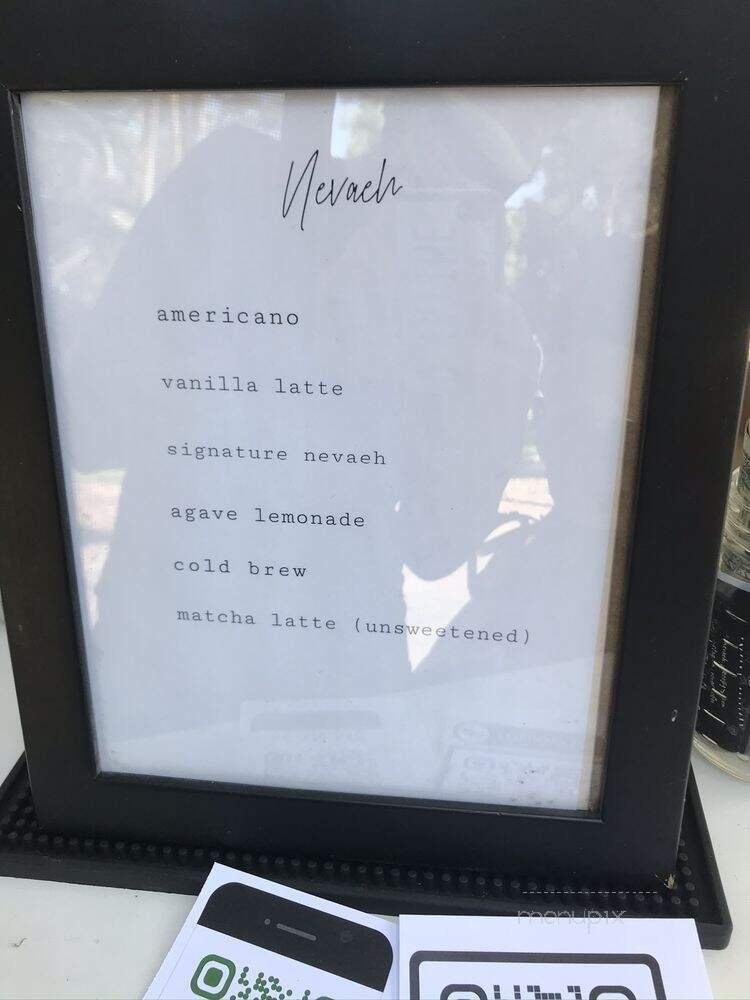 Nevaeh
americano
vanilla latte
signature nevaeh
agave lemonade
cold brew
matcha latte (unsweetened)
menupix